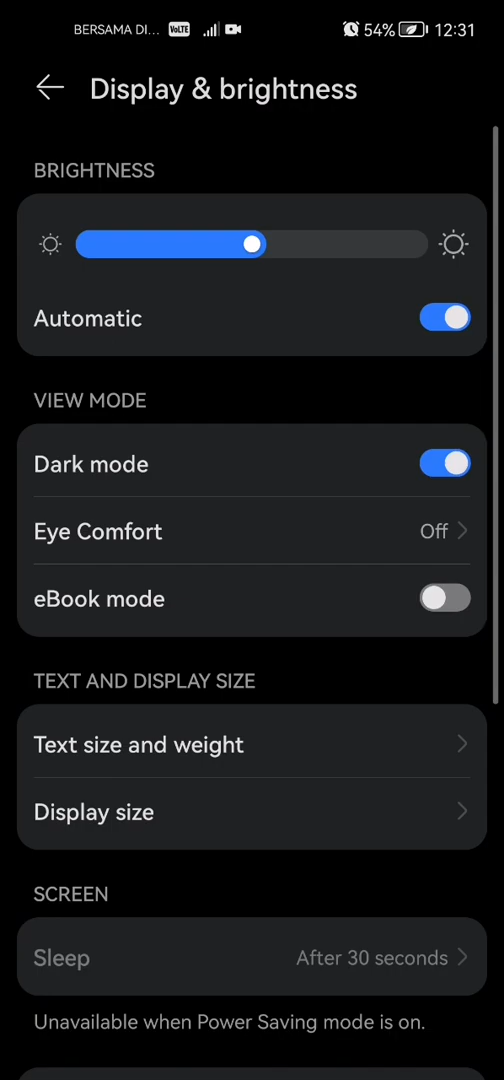 BERSAMA DI... VoLTE 54% 12:31
Display & brightness
BRIGHTNESS
Automatic
VIEW MODE
Dark mode
Eye Comfort Off
eBook mode
TEXT AND DISPLAY SIZE
Text size and weight
Display size
SCREEN
Sleep After 30 seconds
Unavailable when Power Saving mode is on.